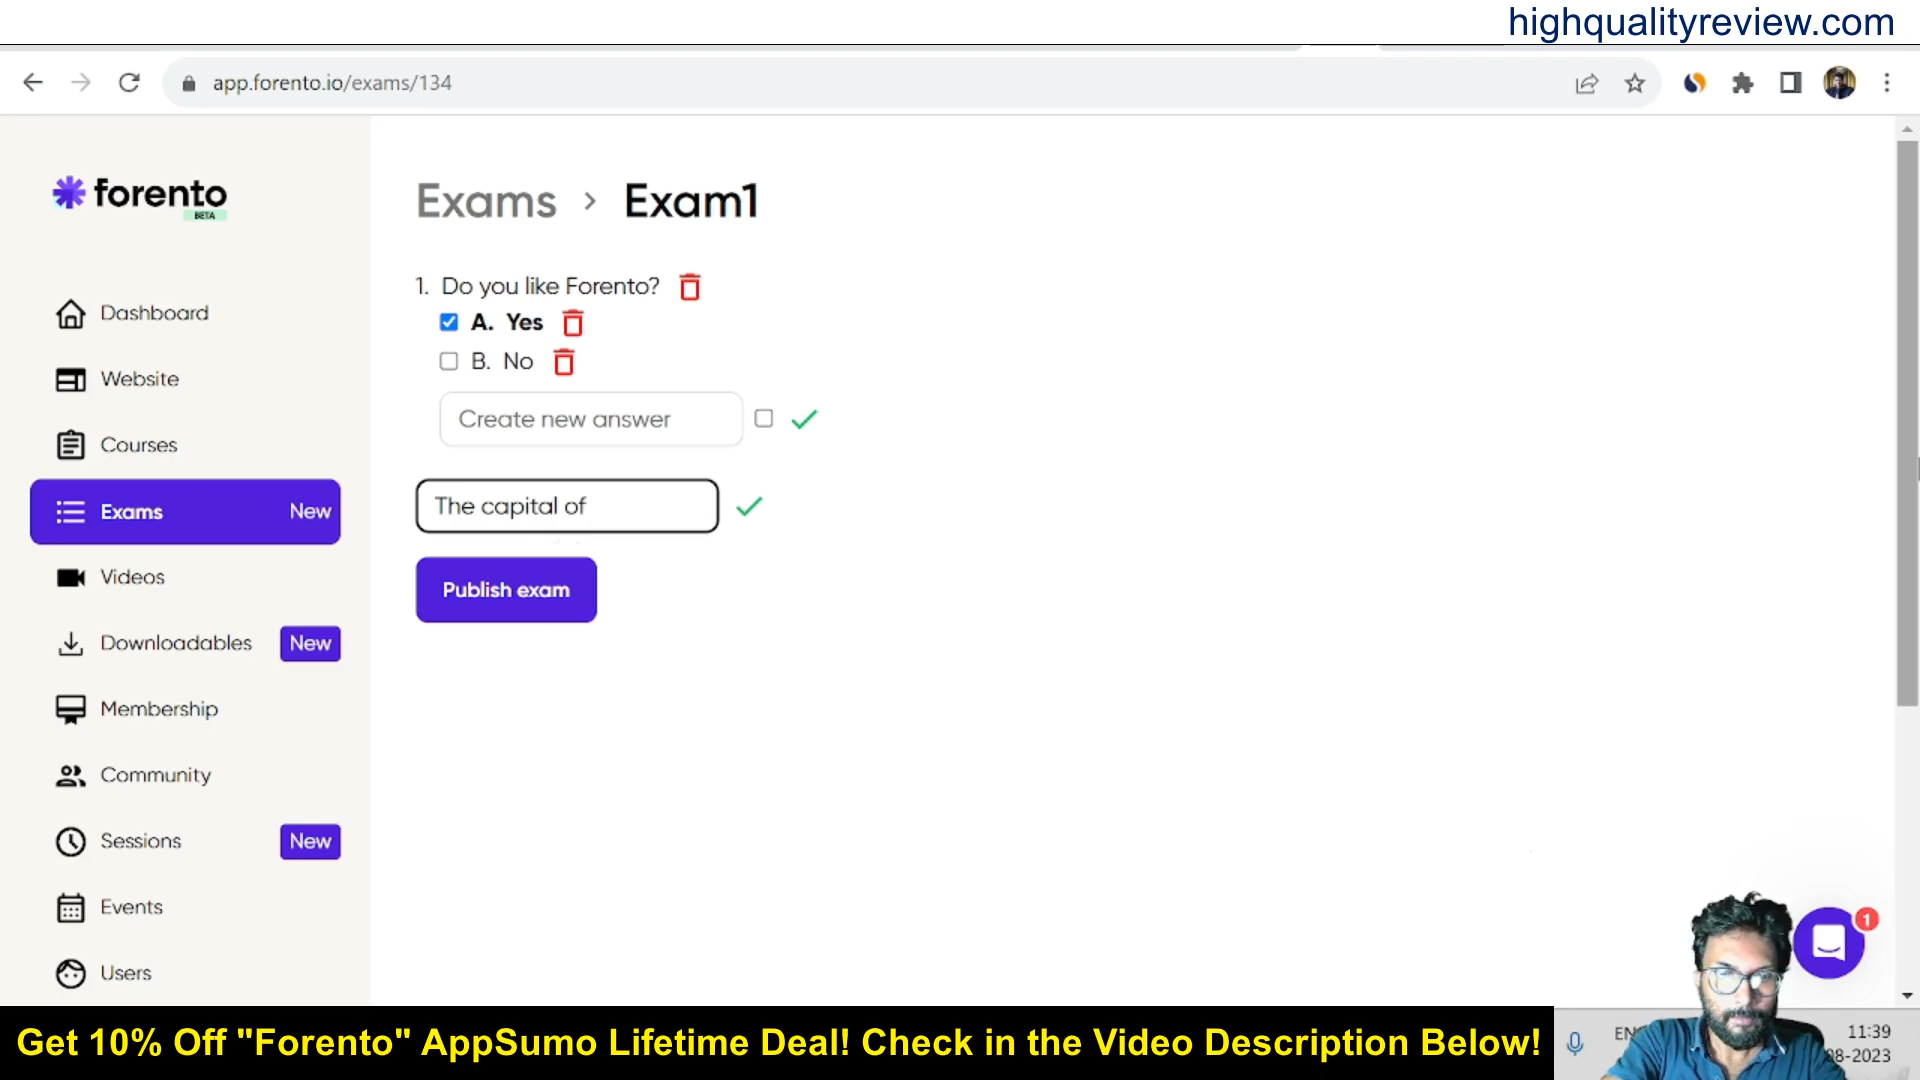 highqualityreview.com
app.forento.io/exams/134
forento
BETA
Exams > Exam1
1. Do you like Forento?
A. Yes
B. No
Create new answer
The capital of
Publish exam
Dashboard
Website
Courses
Exams New
Videos
Downloadables New
Membership
Community
Sessions New
Events
Users
1
Get 10% Off "Forento" AppSumo Lifetime Deal! Check in the Video Description Below!
11:39
08-2023